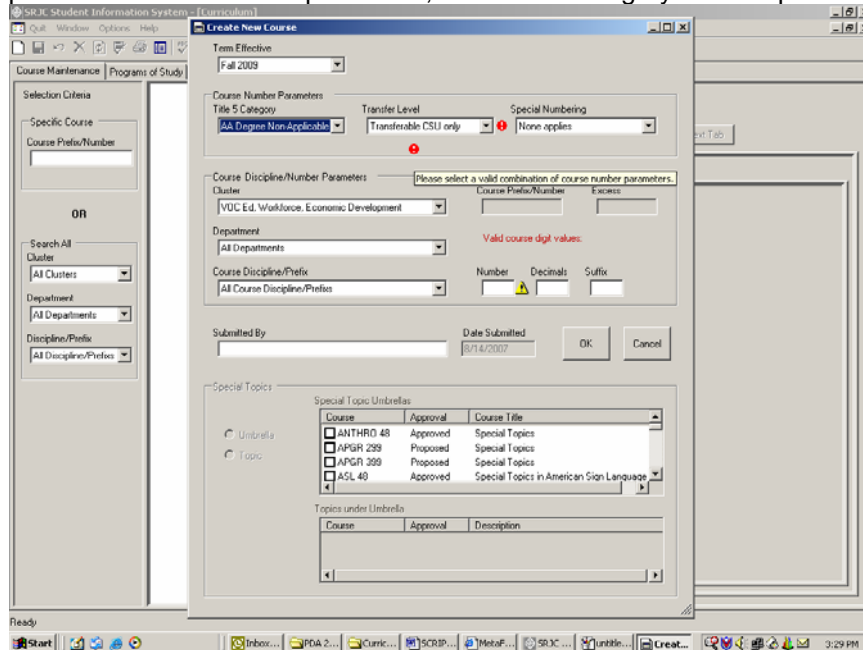 SRJC Student Information System - [Curriculum]
Quit Window Options Help
Create New Course
Term Effective
Fall 2009
Course Maintenance Programs of Study
Selection Criteria
Course Number Parameters
Title 5 Category Transfer Level Special Numbering
AA Degree Non-Applicable Transferable CSU only None applies
Specific Course
Course Prefix/Number
ext Tab
Please select a valid combination of course number parameters.
Course Discipline/Number Parameters
Cluster Course Prefix/Number Excess
VOC Ed, Workforce, Economic Development
OR
Department
Valid course digit values:
All Departments
Search All
Cluster
All Clusters
Course Discipline/Prefix Number Decimals Suffix
All Course Discipline/Prefixs
Department
All Departments
Discipline/Prefix
All Discipline/Prefixs
Submitted By Date Submitted
8/14/2007
OK Cancel
Special Topics
Special Topic Umbrellas
Course Approval Course Title
Umbrella
Topic
ANTHRO 48 Approved Special Topics
APGR 299 Proposed Special Topics
APGR 399 Proposed Special Topics
ASL 48 Approved Special Topics in American Sign Language
Topics under Umbrella
Course Approval Description
Ready
Start Inbox... PDA 2... Curric... SCRIP... MetaF... SRJC ... untitle... Creat... 3:29 PM